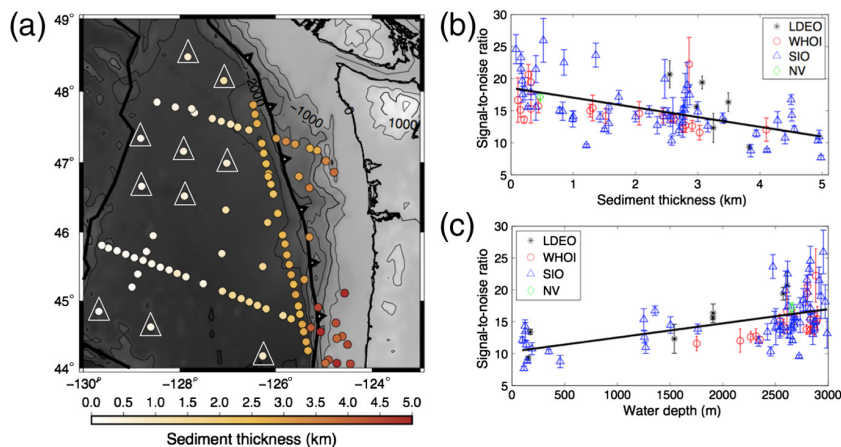 (a)
49°
48°
47°
46°
45°
44°
−130°
−128°
−126°
−124°
−2000
−1000
1000
1000
0.0 0.5 1.0 1.5 2.0 2.5 3.0 3.5 4.0 4.5 5.0
Sediment thickness (km)
(b)
Signal-to-noise ratio
30
25
20
15
10
5
0 1 2 3 4 5
Sediment thickness (km)
LDEO
WHOI
SIO
NV
(c)
Signal-to-noise ratio
30
25
20
15
10
5
0 500 1000 1500 2000 2500 3000
Water depth (m)
LDEO
WHOI
SIO
NV